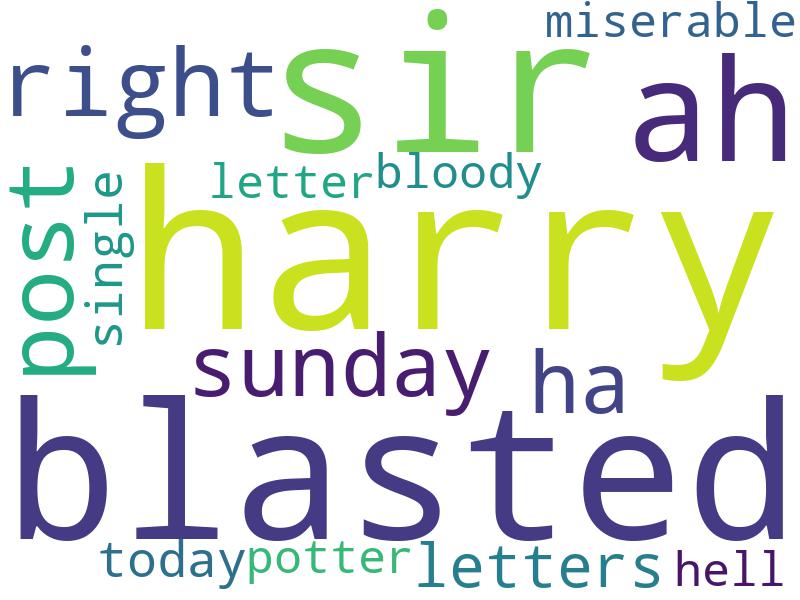 miserable
right sir ah
letter bloody
post single harry
sunday ha
blasted
today potter letters hell